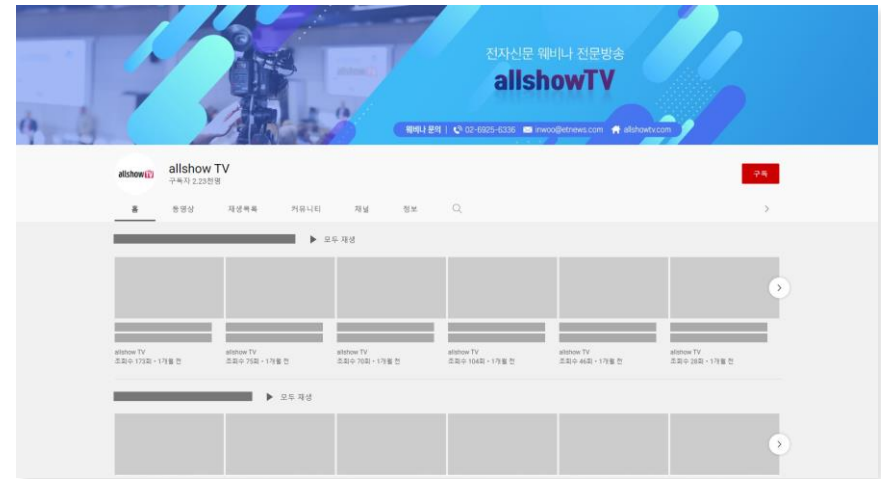 전자신문 웨비나 전문방송
allshowTV
웨비나 문의 | 02-6925-6336 inwoo@etnews.com allshowtv.com
allshowTV
allshow TV
구독자 2.23천명
구독
홈 동영상 재생목록 커뮤니티 채널 정보
모두 재생
allshow TV allshow TV allshow TV allshow TV allshow TV allshow TV
조회수 173회 • 1개월 전 조회수 75회 • 1개월 전 조회수 70회 • 1개월 전 조회수 104회 • 1개월 전 조회수 46회 • 1개월 전 조회수 28회 • 1개월 전
모두 재생